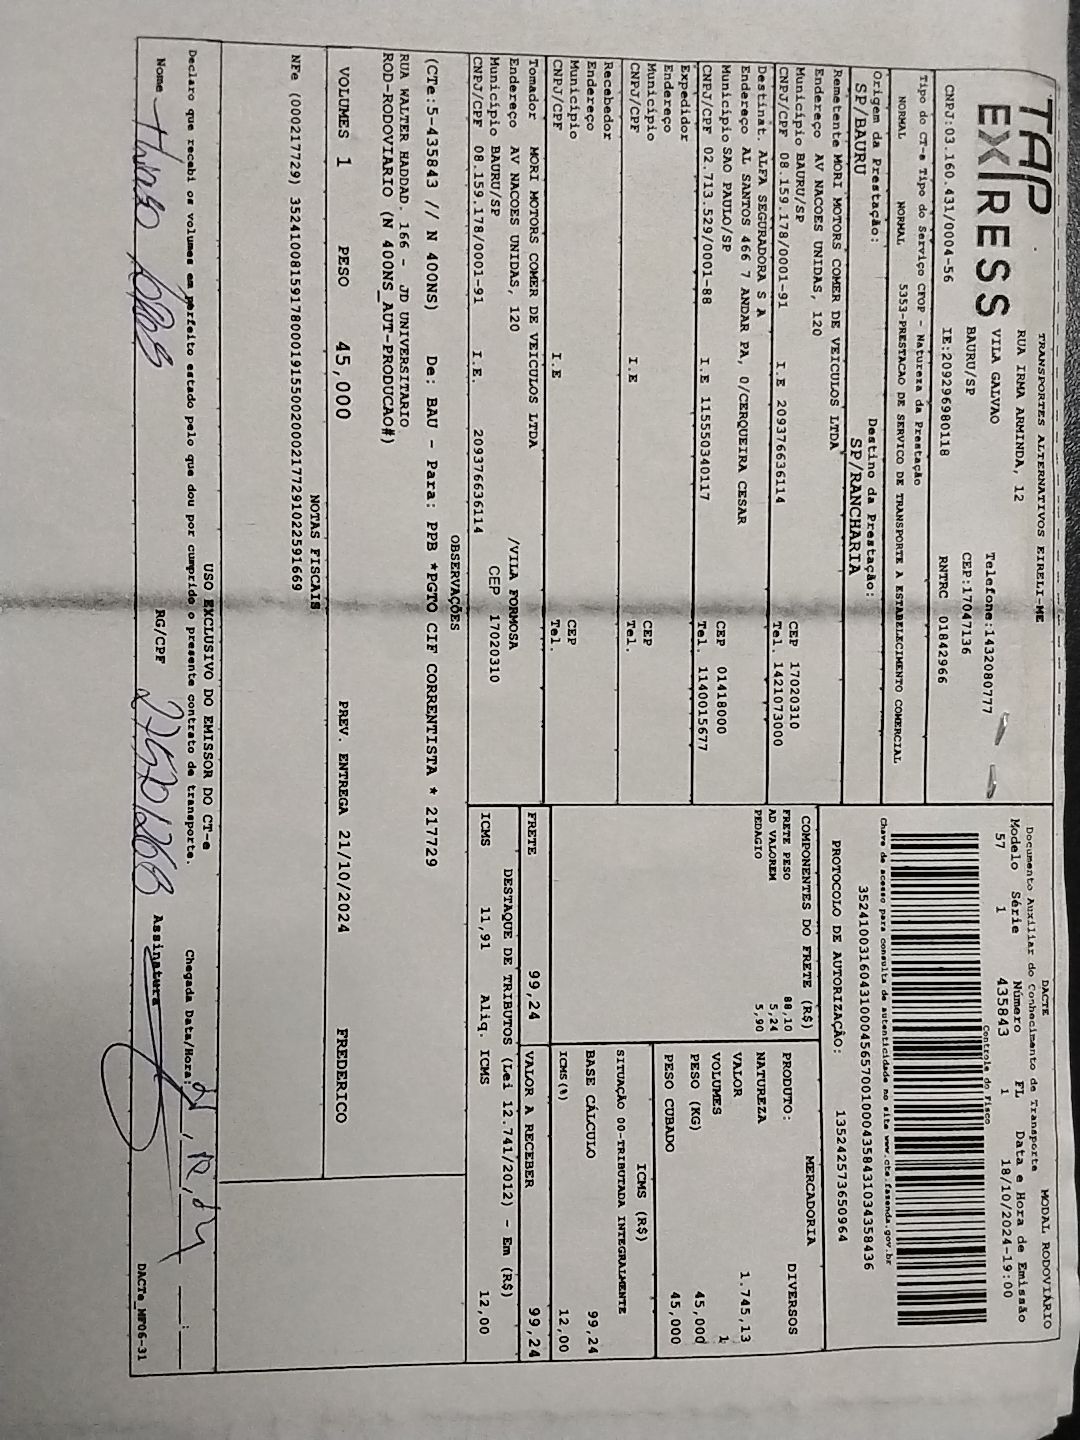 TAP EXPRESS
TRANSPORTES ALTERNATIVOS EIRELI-ME
RUA IRMA ARMINDA, 12
VILA GALVAO
BAURU/SP
Telefone:1432080777
CEP:17047136
CNPJ:03.160.431/0004-56 IE:209296980118 RNTRC 01842966
Tipo do CT-e Tipo do Serviço CFOP - Natureza da Prestação
NORMAL NORMAL 5353-PRESTACAO DE SERVICO DE TRANSPORTE A ESTABELECIMENTO COMERCIAL
Origem da Prestação: Destino da Prestação:
SP/BAURU SP/RANCHARIA
DACTE MODAL RODOVIÁRIO
Documento Auxiliar do Conhecimento de Transporte
Modelo Série Número FL Data e Hora de Emissão
57 1 435843 1 18/10/2024-19:00
Controle do Fisco
Chave de acesso para consulta de autenticidade no site www.cte.fazenda.gov.br
35241003160431000456570010004358431034358436
PROTOCOLO DE AUTORIZAÇÃO: 135242573650964
Remetente MORI MOTORS COMER DE VEICULOS LTDA
Endereço AV NACOES UNIDAS, 120
Município BAURU/SP CEP 17020310
CNPJ/CPF 08.159.178/0001-91 I.E 209376636114 Tel. 1421073000
Destinat. ALFA SEGURADORA S A
Endereço AL SANTOS 466 7 ANDAR PA, 0/CERQUEIRA CESAR
Município SAO PAULO/SP CEP 01418000
CNPJ/CPF 02.713.529/0001-88 I.E 115550340117 Tel. 1140015677
Expedidor
Endereço
Município CEP
CNPJ/CPF I.E Tel.
Recebedor
Endereço
Município CEP
CNPJ/CPF I.E Tel.
Tomador MORI MOTORS COMER DE VEICULOS LTDA
Endereço AV NACOES UNIDAS, 120 /VILA FORMOSA
Município BAURU/SP CEP 17020310
CNPJ/CPF 08.159.178/0001-91 I.E. 209376636114
COMPONENTES DO FRETE (R$)
FRETE PESO 88,10
AD VALOREM 5,24
PEDAGIO 5,90
MERCADORIA
PRODUTO: DIVERSOS
NATUREZA
VALOR 1.745,13
VOLUMES 1
PESO (KG) 45,000
PESO CUBADO 45,000
ICMS (R$)
SITUAÇÃO 00-TRIBUTADA INTEGRALMENTE
BASE CÁLCULO 99,24
ICMS(%) 12,00
FRETE 99,24 VALOR A RECEBER 99,24
DESTAQUE DE TRIBUTOS (Lei 12.741/2012) - Em (R$)
ICMS 11,91 Aliq. ICMS 12,00
OBSERVAÇÕES
(CTe:5-435843 // N 400NS) De: BAU - Para: PPB *PGTO CIF CORRENTISTA * 217729
RUA WALTER HADDAD. 166 - JD UNIVERSITARIO
ROD-RODOVIARIO (N 400NS_AUT-PRODUCAO#)
VOLUMES 1 PESO 45,000 PREV. ENTREGA 21/10/2024 FREDERICO
NOTAS FISCAIS
NFe (000217729) 35241008159178000191550020002177291022591669
USO EXCLUSIVO DO EMISSOR DO CT-e
Declaro que recebi os volumes em perfeito estado pelo que dou por cumprido o presente contrato de transporte. Chegada Data/Hora:
Nome RG/CPF Assinatura
DACTe_MF06-31